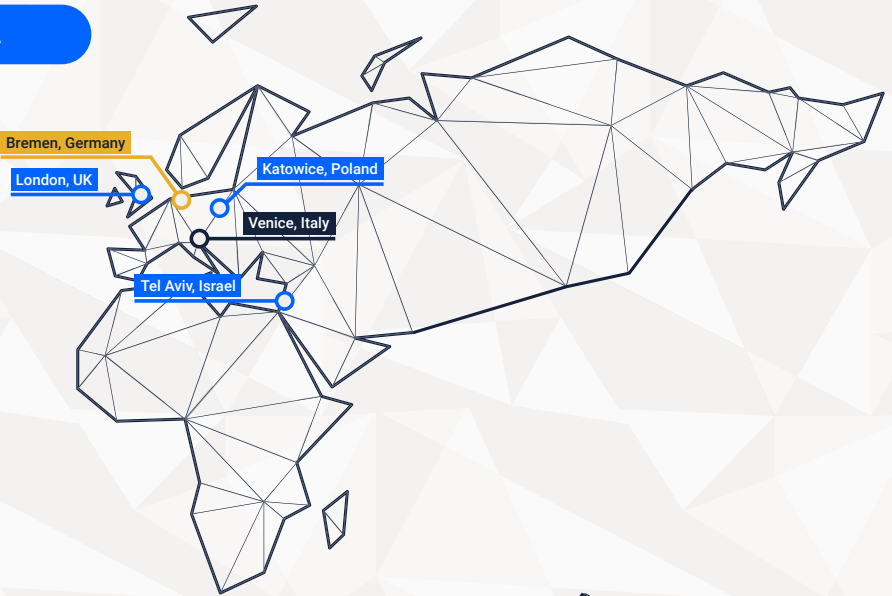 Bremen, Germany
London, UK
Katowice, Poland
Venice, Italy
Tel Aviv, Israel